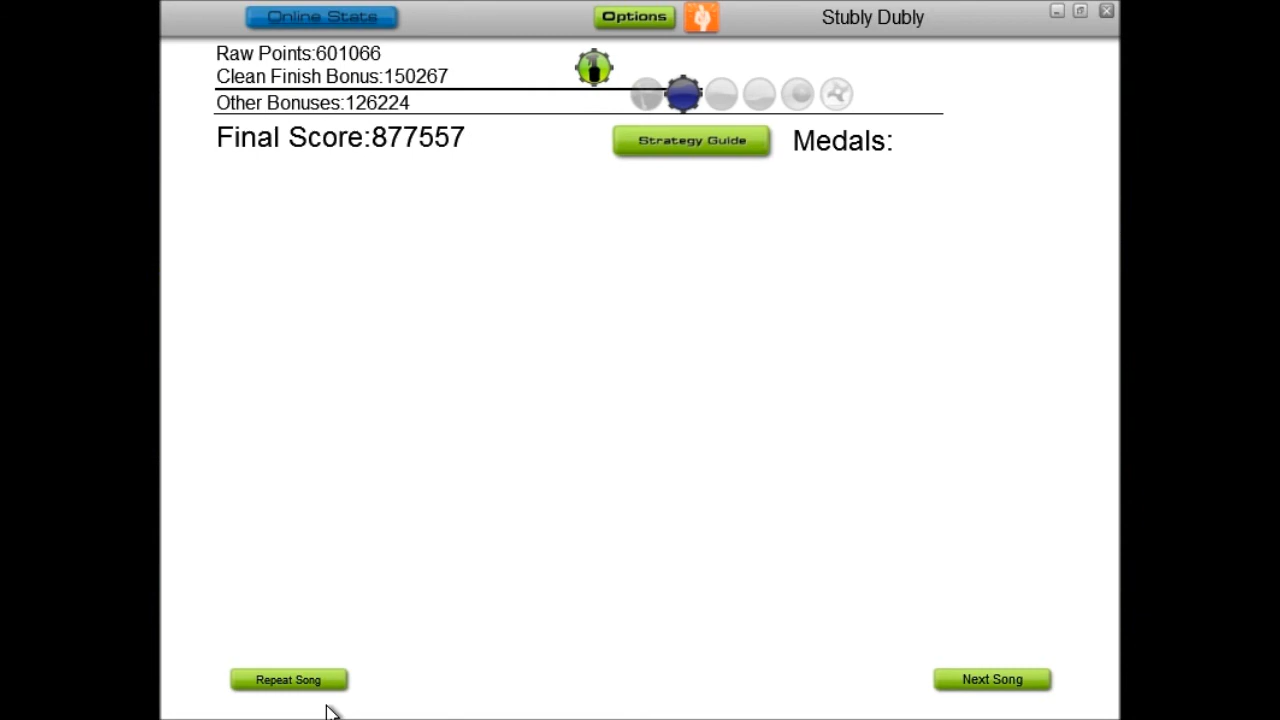 Online Stats
Options
Stubly Dubly
Raw Points:601066
Clean Finish Bonus:150267
Other Bonuses:126224
Final Score:877557
Strategy Guide
Medals:
Repeat Song
Next Song